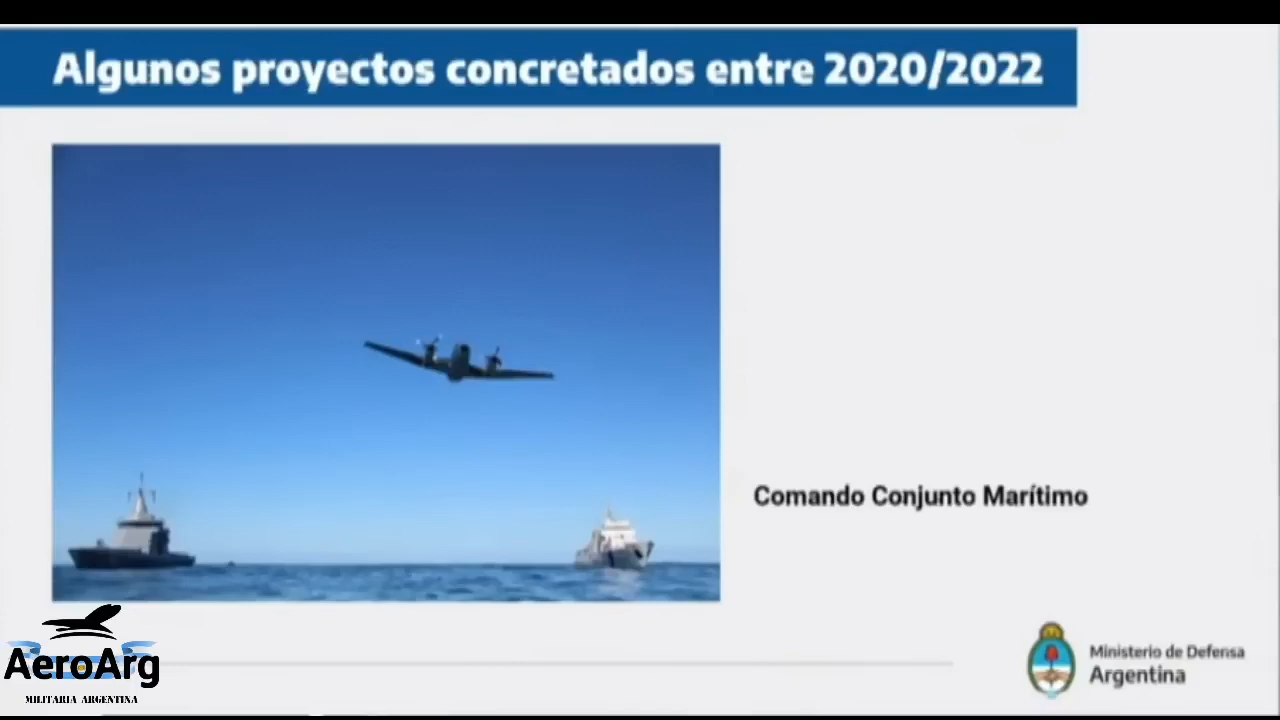 Algunos proyectos concretados entre 2020/2022
Comando Conjunto Marítimo
AeroArg
MILITARIA ARGENTINA
Ministerio de Defensa
Argentina